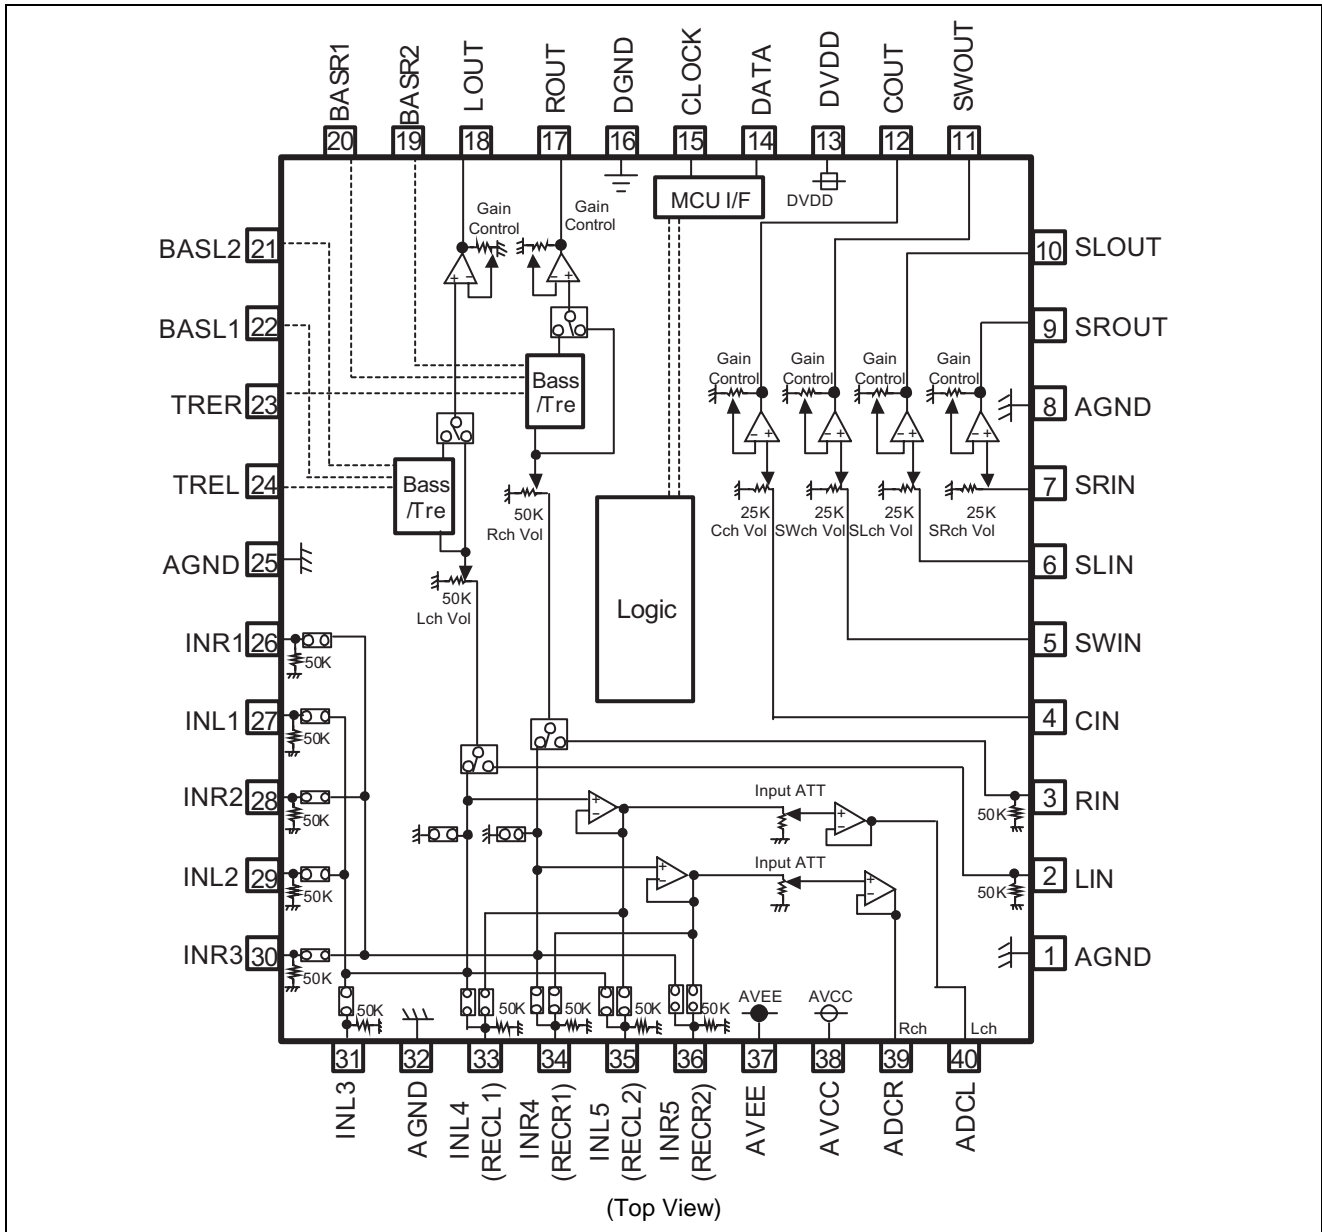 BASR1
BASR2
LOUT
ROUT
DGND
CLOCK
DATA
DVDD
COUT
SWOUT
20
19
18
17
16
15
14
13
12
11
MCU I/F
DVDD
Gain
Control
Gain
Control
BASL2 21
BASL1 22
TRER 23
TREL 24
AGND 25
INR1 26
INL1 27
INR2 28
INL2 29
INR3 30
10 SLOUT
9 SROUT
8 AGND
7 SRIN
6 SLIN
5 SWIN
4 CIN
3 RIN
2 LIN
1 AGND
Gain
Control
Gain
Control
Gain
Control
Gain
Control
Bass
/Tre
Bass
/Tre
50K
Rch Vol
50K
Lch Vol
25K
Cch Vol
25K
SWch Vol
25K
SLch Vol
25K
SRch Vol
Logic
50K
50K
50K
50K
50K
Input ATT
Input ATT
50K
50K
50K
50K
50K
50K
50K
AVEE
AVCC
Rch
Lch
31
32
33
34
35
36
37
38
39
40
INL3
AGND
INL4
(RECL1)
INR4
(RECR1)
INL5
(RECL2)
INR5
(RECR2)
AVEE
AVCC
ADCR
ADCL
(Top View)